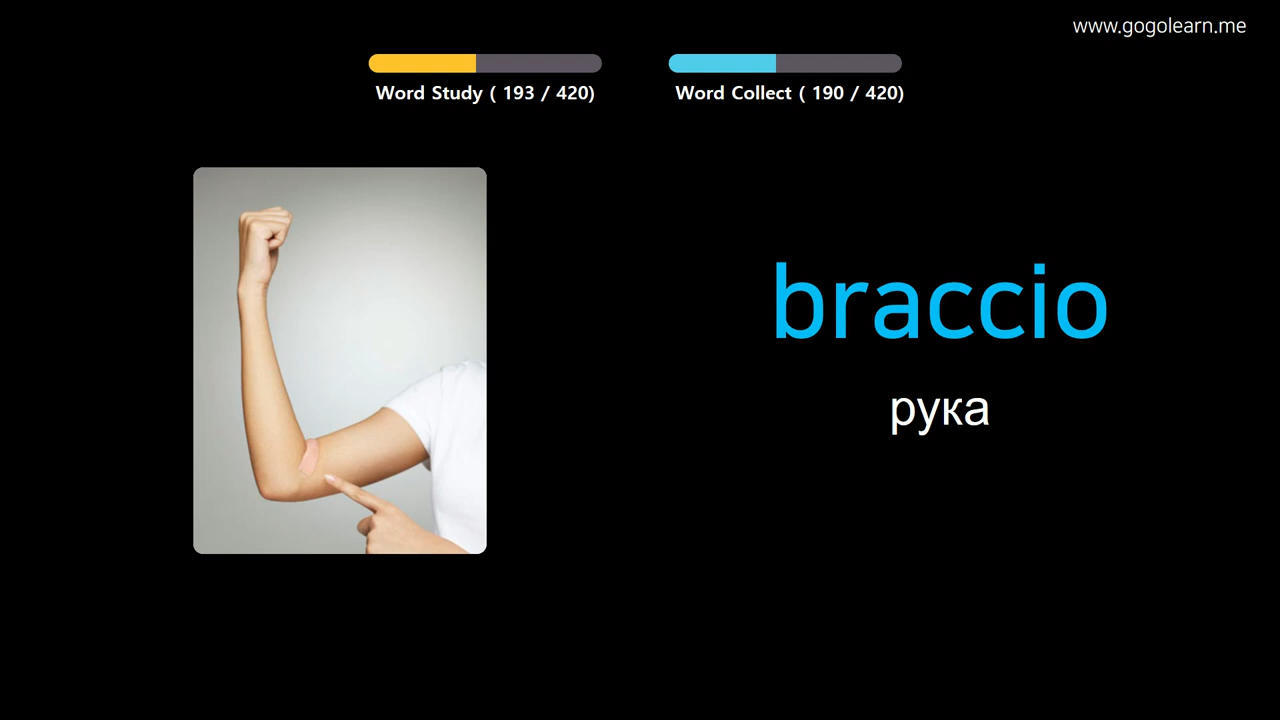 www.gogolearn.me
Word Study ( 193 / 420)
Word Collect ( 190 / 420)
braccio
рука